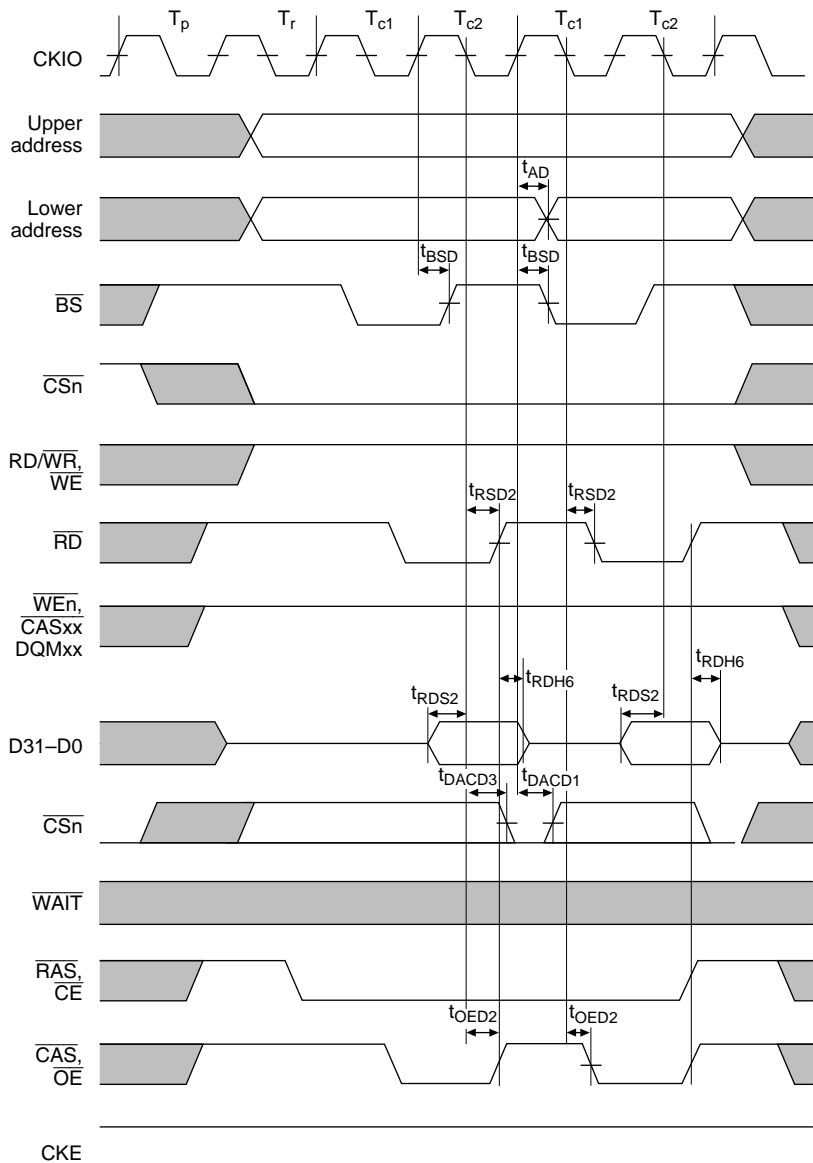 Tp Tr Tc1 Tc2 Tc1 Tc2
CKIO
Upper
address
tAD
Lower
address
tBSD tBSD
BS
CSn
RD/WR,
WE
tRSD2 tRSD2
RD
WEn,
CASxx
DQMxx
tRDS2 tRDH6 tRDS2 tRDH6
D31–D0
tDACD3 tDACD1
CSn
WAIT
RAS,
CE
tOED2 tOED2
CAS,
OE
CKE